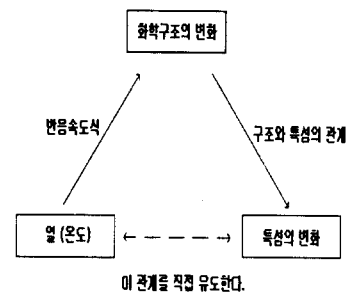 화학구조의 변화
반응속도식
구조와 특성의 관계
열 (온도)
특성의 변화
이 관계를 직접 유도한다.